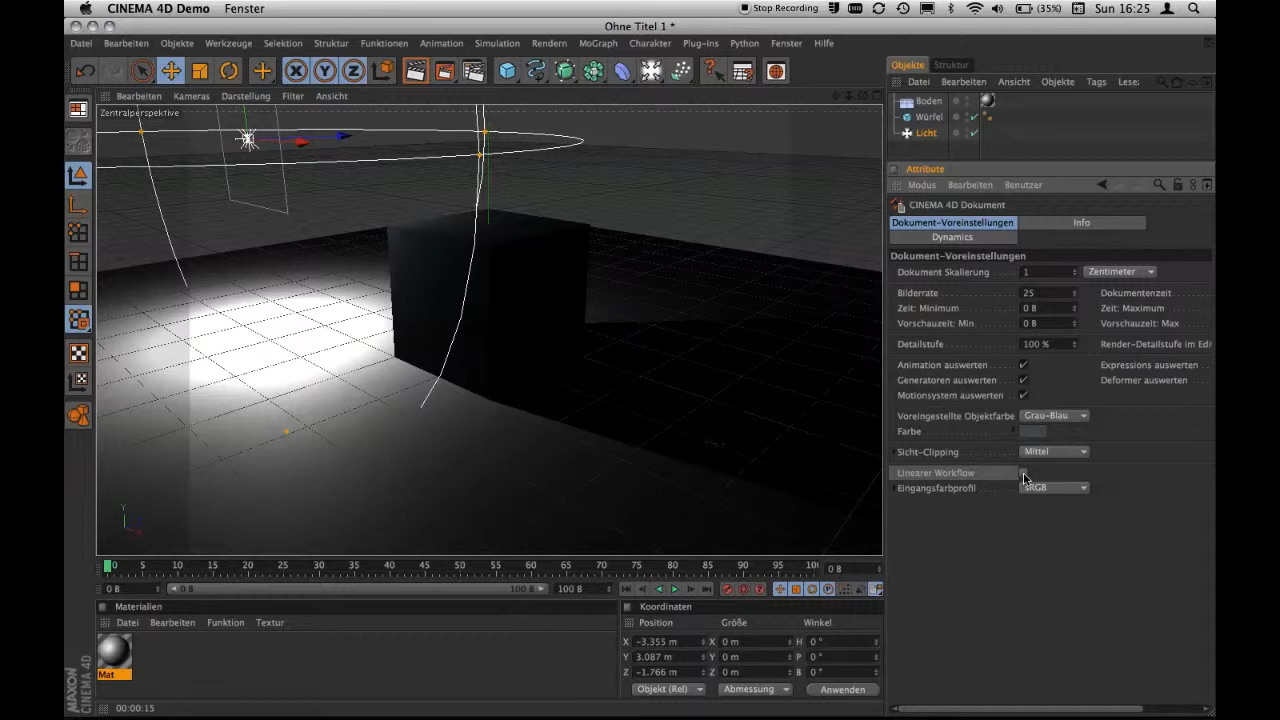 CINEMA 4D Demo Fenster Stop Recording (35%) Sun 16:25
Ohne Titel 1 *
Datei Bearbeiten Objekte Werkzeuge Selektion Struktur Funktionen Animation Simulation Rendern MoGraph Charakter Plug-ins Python Fenster Hilfe
X Y Z
Bearbeiten Kameras Darstellung Filter Ansicht
Zentralperspektive
Objekte Struktur
Datei Bearbeiten Ansicht Objekte Tags Lese:
Boden
Würfel
Licht
Attribute
Modus Bearbeiten Benutzer
CINEMA 4D Dokument
Dokument-Voreinstellungen Info
Dynamics
Dokument-Voreinstellungen
Dokument Skalierung 1 Zentimeter
Bilderrate 25 Dokumentenzeit
Zeit: Minimum 0 B Zeit: Maximum
Vorschauzeit: Min 0 B Vorschauzeit: Max
Detailstufe 100 % Render-Detailstufe im Edi
Animation auswerten Expressions auswerten
Generatoren auswerten Deformer auswerten
Motionsystem auswerten
Voreingestellte Objektfarbe Grau-Blau
Farbe
Sicht-Clipping Mittel
Linearer Workflow
Eingangsfarbprofil sRGB
Y
0 5 10 15 20 25 30 35 40 45 50 55 60 65 70 75 80 85 90 95 10 0 B
0 B 0 B 100 B 100 B
Materialien
Datei Bearbeiten Funktion Textur
Mat
Koordinaten
Position Größe Winkel
X -3.355 m X 0 m H 0 °
Y 3.087 m Y 0 m P 0 °
Z -1.766 m Z 0 m B 0 °
Objekt (Rel) Abmessung Anwenden
MAXON CINEMA 4D
00:00:15